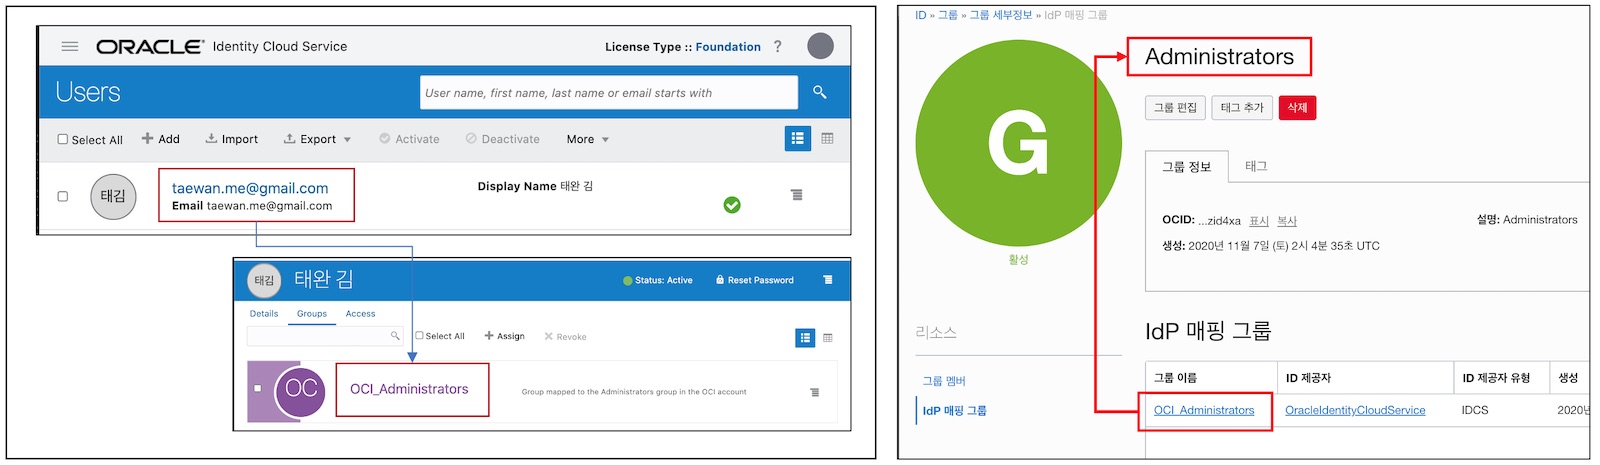 ORACLE® Identity Cloud Service
License Type :: Foundation ?
Users
User name, first name, last name or email starts with
Select All Add Import Export Activate Deactivate More
태김
taewan.me@gmail.com
Email taewan.me@gmail.com
Display Name 태완 김
태김 태완 김
Status: Active Reset Password
Details Groups Access
Select All Assign Revoke
OC
OCI_Administrators
Group mapped to the Administrators group in the OCI account
ID » 그룹 » 그룹 세부정보 » IdP 매핑 그룹
G
활성
Administrators
그룹 편집 태그 추가 삭제
그룹 정보 태그
OCID: ...zid4xa 표시 복사
설명: Administrators
생성: 2020년 11월 7일 (토) 2시 4분 35초 UTC
리소스
그룹 멤버
IdP 매핑 그룹
IdP 매핑 그룹
그룹 이름 ID 제공자 ID 제공자 유형 생성
OCI_Administrators OracleIdentityCloudService IDCS 2020년